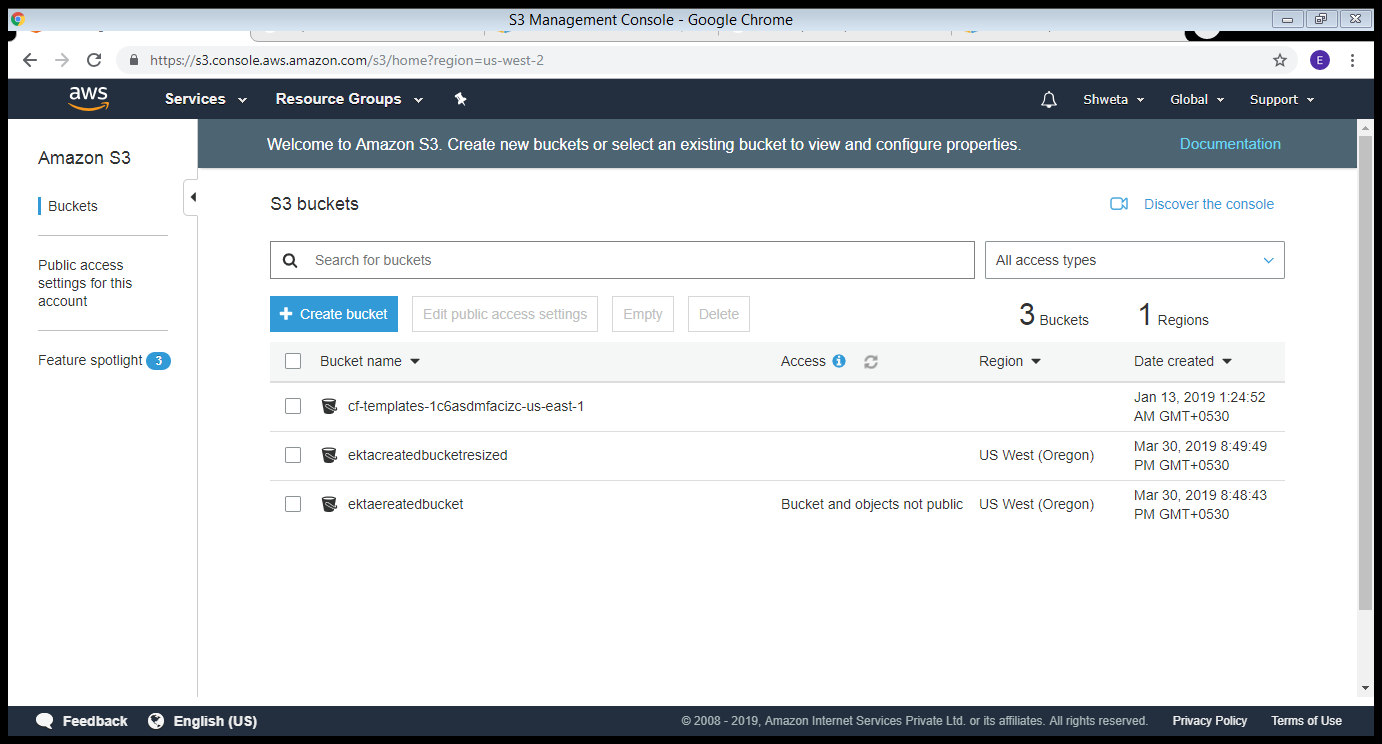 S3 Management Console - Google Chrome
https://s3.console.aws.amazon.com/s3/home?region=us-west-2
E
aws
Services
Resource Groups
Shweta
Global
Support
Amazon S3
Buckets
Public access
settings for this
account
Feature spotlight 3
Welcome to Amazon S3. Create new buckets or select an existing bucket to view and configure properties.
Documentation
S3 buckets
Discover the console
Search for buckets
All access types
Create bucket
Edit public access settings
Empty
Delete
3 Buckets
1 Regions
Bucket name
Access
Region
Date created
cf-templates-1c6asdmfacizc-us-east-1
Jan 13, 2019 1:24:52
AM GMT+0530
ektacreatedbucketresized
US West (Oregon)
Mar 30, 2019 8:49:49
PM GMT+0530
ektaereatedbucket
Bucket and objects not public
US West (Oregon)
Mar 30, 2019 8:48:43
PM GMT+0530
Feedback
English (US)
© 2008 - 2019, Amazon Internet Services Private Ltd. or its affiliates. All rights reserved.
Privacy Policy
Terms of Use